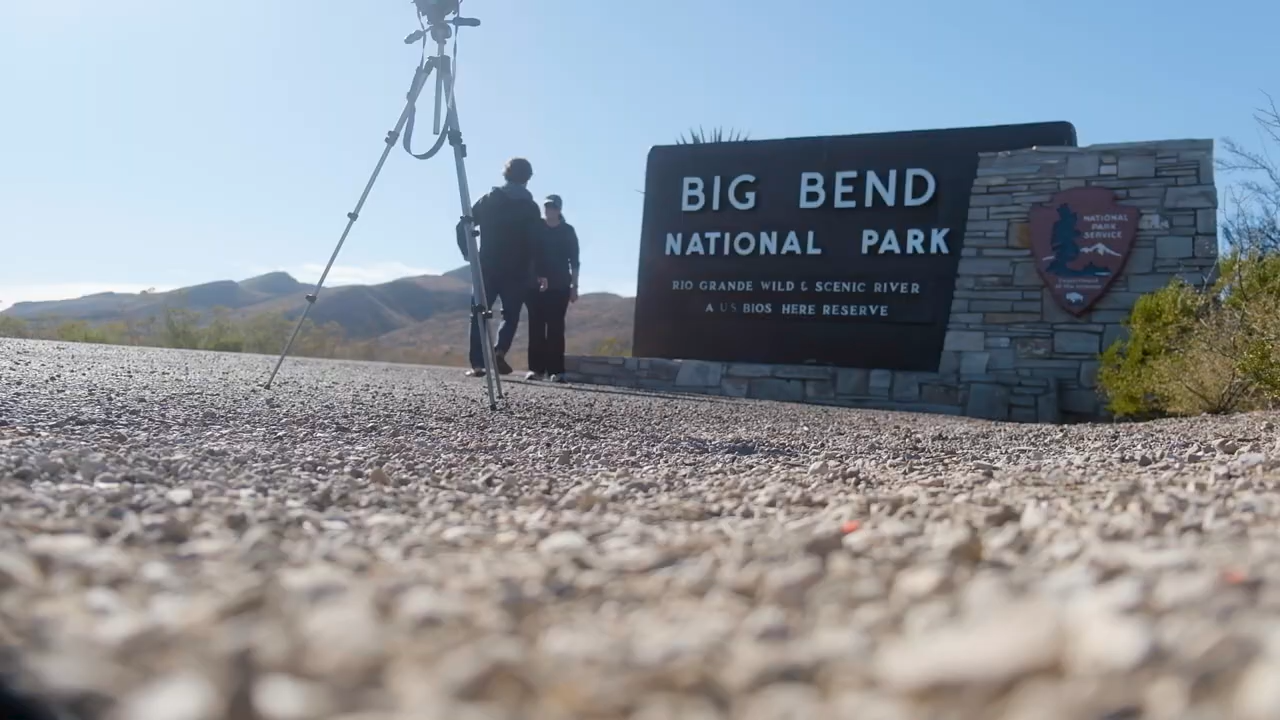 BIG BEND
NATIONAL PARK
RIO GRANDE WILD & SCENIC RIVER
A US BIOS HERE RESERVE
NATIONAL
PARK
SERVICE